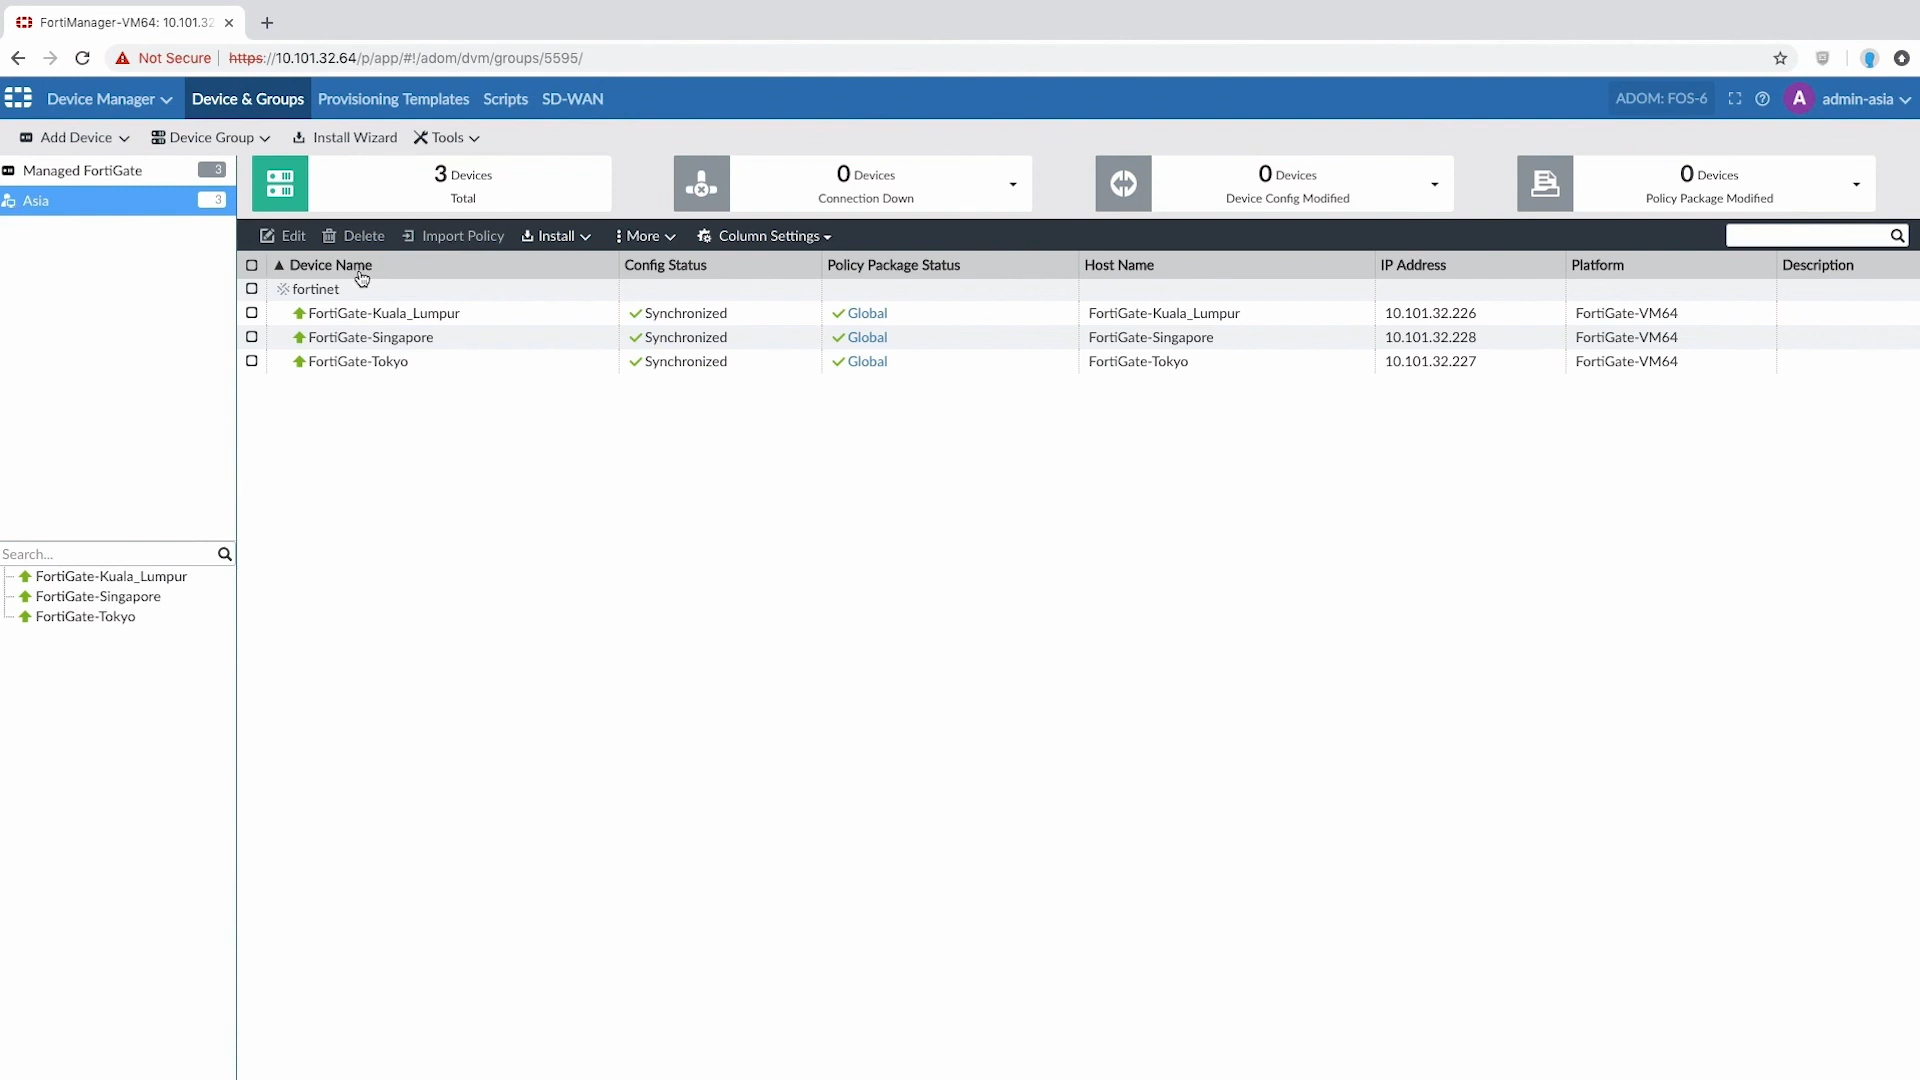 FortiManager-VM64: 10.101.32
Not Secure
https://10.101.32.64/p/app/#!/adom/dvm/groups/5595/
Device Manager
Device & Groups
Provisioning Templates
Scripts
SD-WAN
ADOM: FOS-6
A
admin-asia
Add Device
Device Group
Install Wizard
Tools
Managed FortiGate 3
Asia 3
3 Devices
Total
0 Devices
Connection Down
0 Devices
Device Config Modified
0 Devices
Policy Package Modified
Edit
Delete
Import Policy
Install
More
Column Settings
Device Name Config Status Policy Package Status Host Name IP Address Platform Description
fortinet
FortiGate-Kuala_Lumpur Synchronized Global FortiGate-Kuala_Lumpur 10.101.32.226 FortiGate-VM64
FortiGate-Singapore Synchronized Global FortiGate-Singapore 10.101.32.228 FortiGate-VM64
FortiGate-Tokyo Synchronized Global FortiGate-Tokyo 10.101.32.227 FortiGate-VM64
Search...
FortiGate-Kuala_Lumpur
FortiGate-Singapore
FortiGate-Tokyo